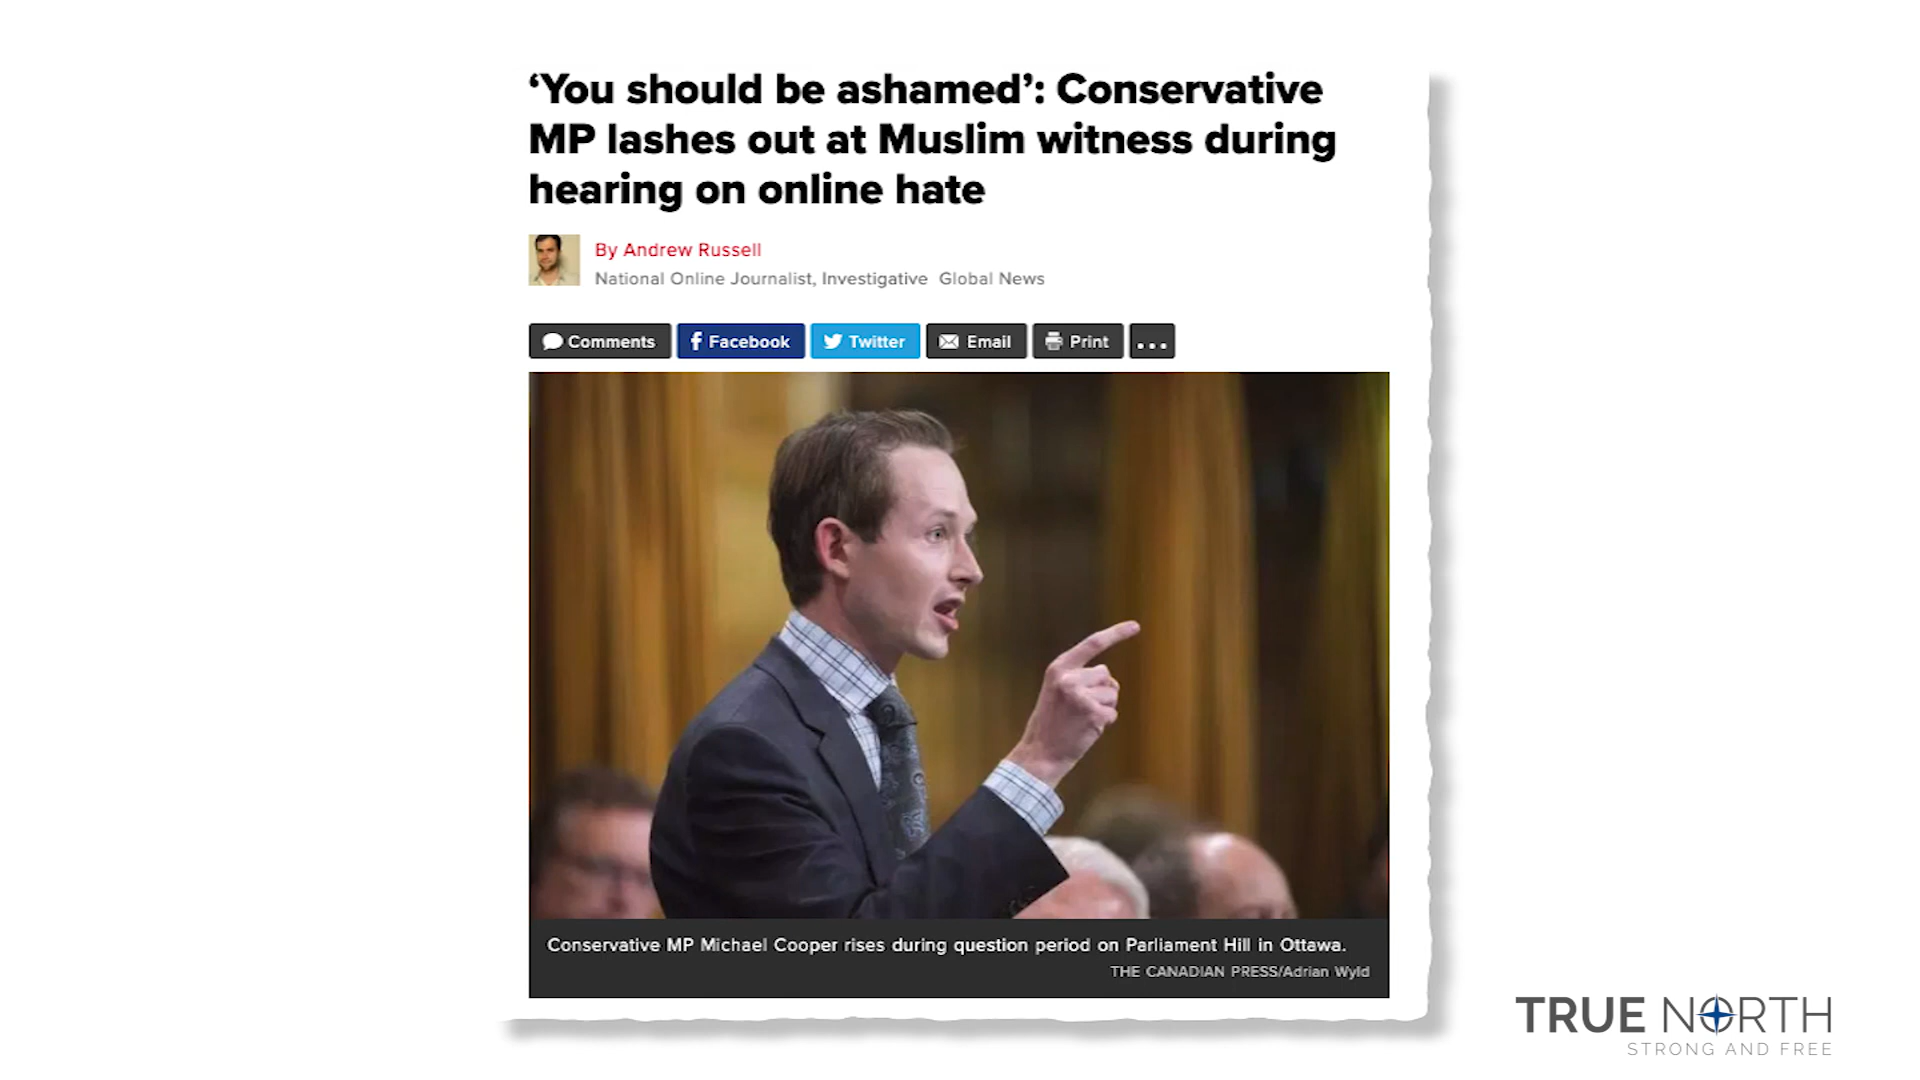 ‘You should be ashamed’: Conservative
MP lashes out at Muslim witness during
hearing on online hate
By Andrew Russell
National Online Journalist, Investigative Global News
Comments
Facebook
Twitter
Email
Print
...
Conservative MP Michael Cooper rises during question period on Parliament Hill in Ottawa.
THE CANADIAN PRESS/Adrian Wyld
TRUE NORTH
STRONG AND FREE